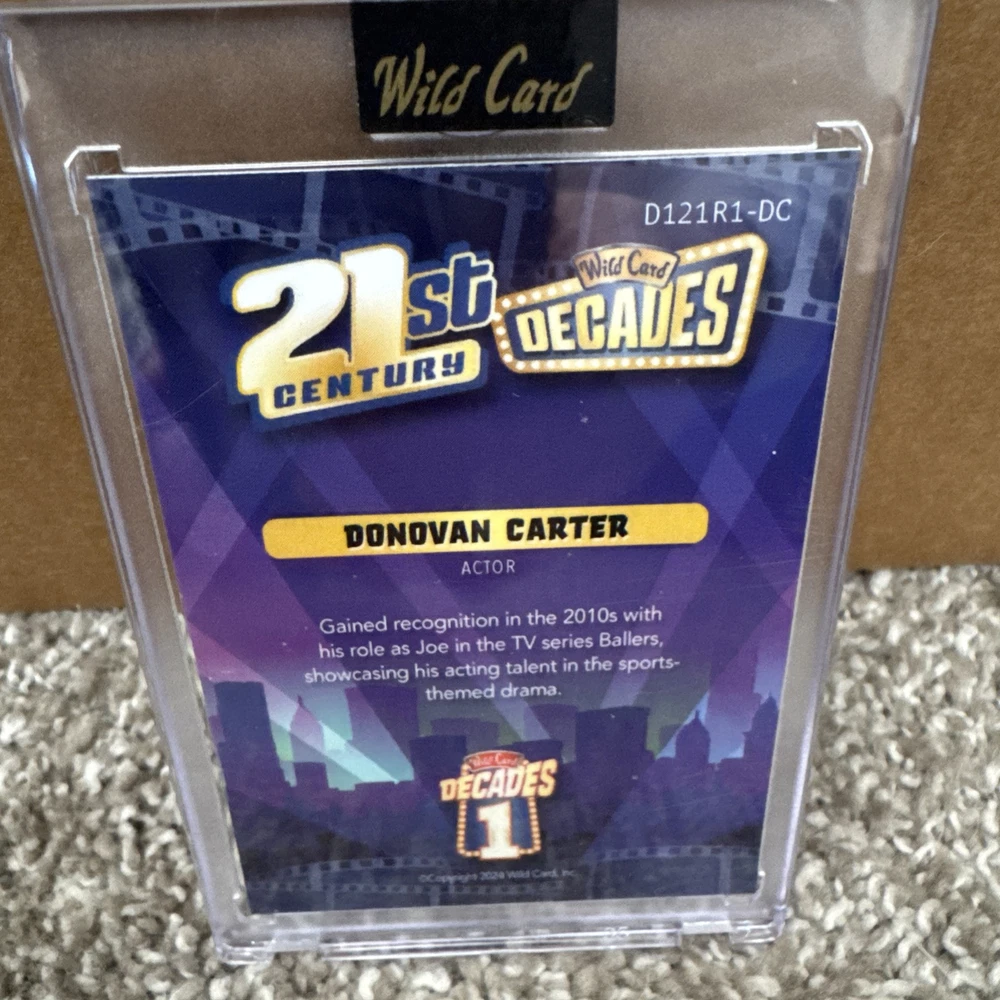 Wild Card
D121R1-DC
21st
CENTURY
Wild Card
DECADES
DONOVAN CARTER
ACTOR
Gained recognition in the 2010s with
his role as Joe in the TV series Ballers,
showcasing his acting talent in the sports-
themed drama.
Wild Card
DECADES
1
©Copyright 2024 Wild Card, Inc.